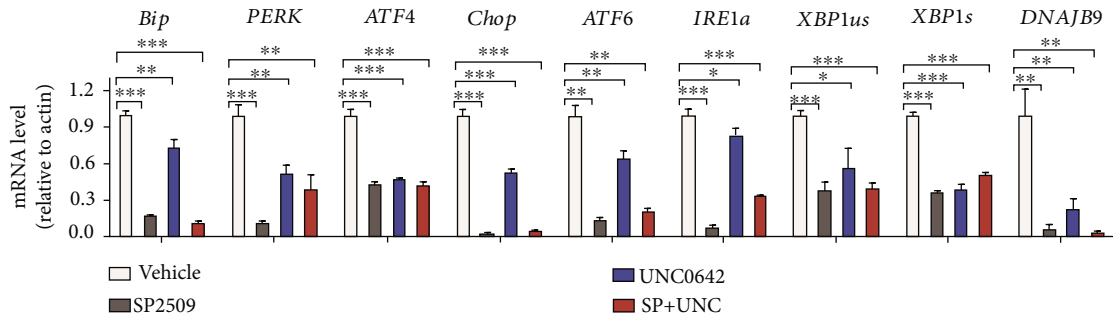 Bip PERK ATF4 Chop ATF6 IRE1a XBP1us XBP1s DNAJB9
*** ** *** *** ** *** *** *** **
** ** *** *** ** * * *** **
*** *** *** *** ** *** *** *** **
mRNA level
(relative to actin)
1.2
0.9
0.6
0.3
0.0
Vehicle UNC0642
SP2509 SP+UNC